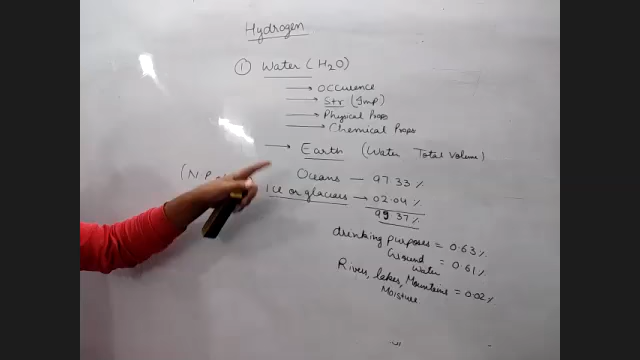 Hydrogen
① Water (H₂O)
→ Occurence
→ Str (Imp)
→ Physical Props
→ Chemical Props
→ Earth (Water Total Volume)
Oceans — 97.33 %
Ice or glaciers → 02.04 %
99.37 %
drinking purposes = 0.63 %
Ground Water = 0.61 %
River, lakes, Mountains = 0.02 %
Moisture